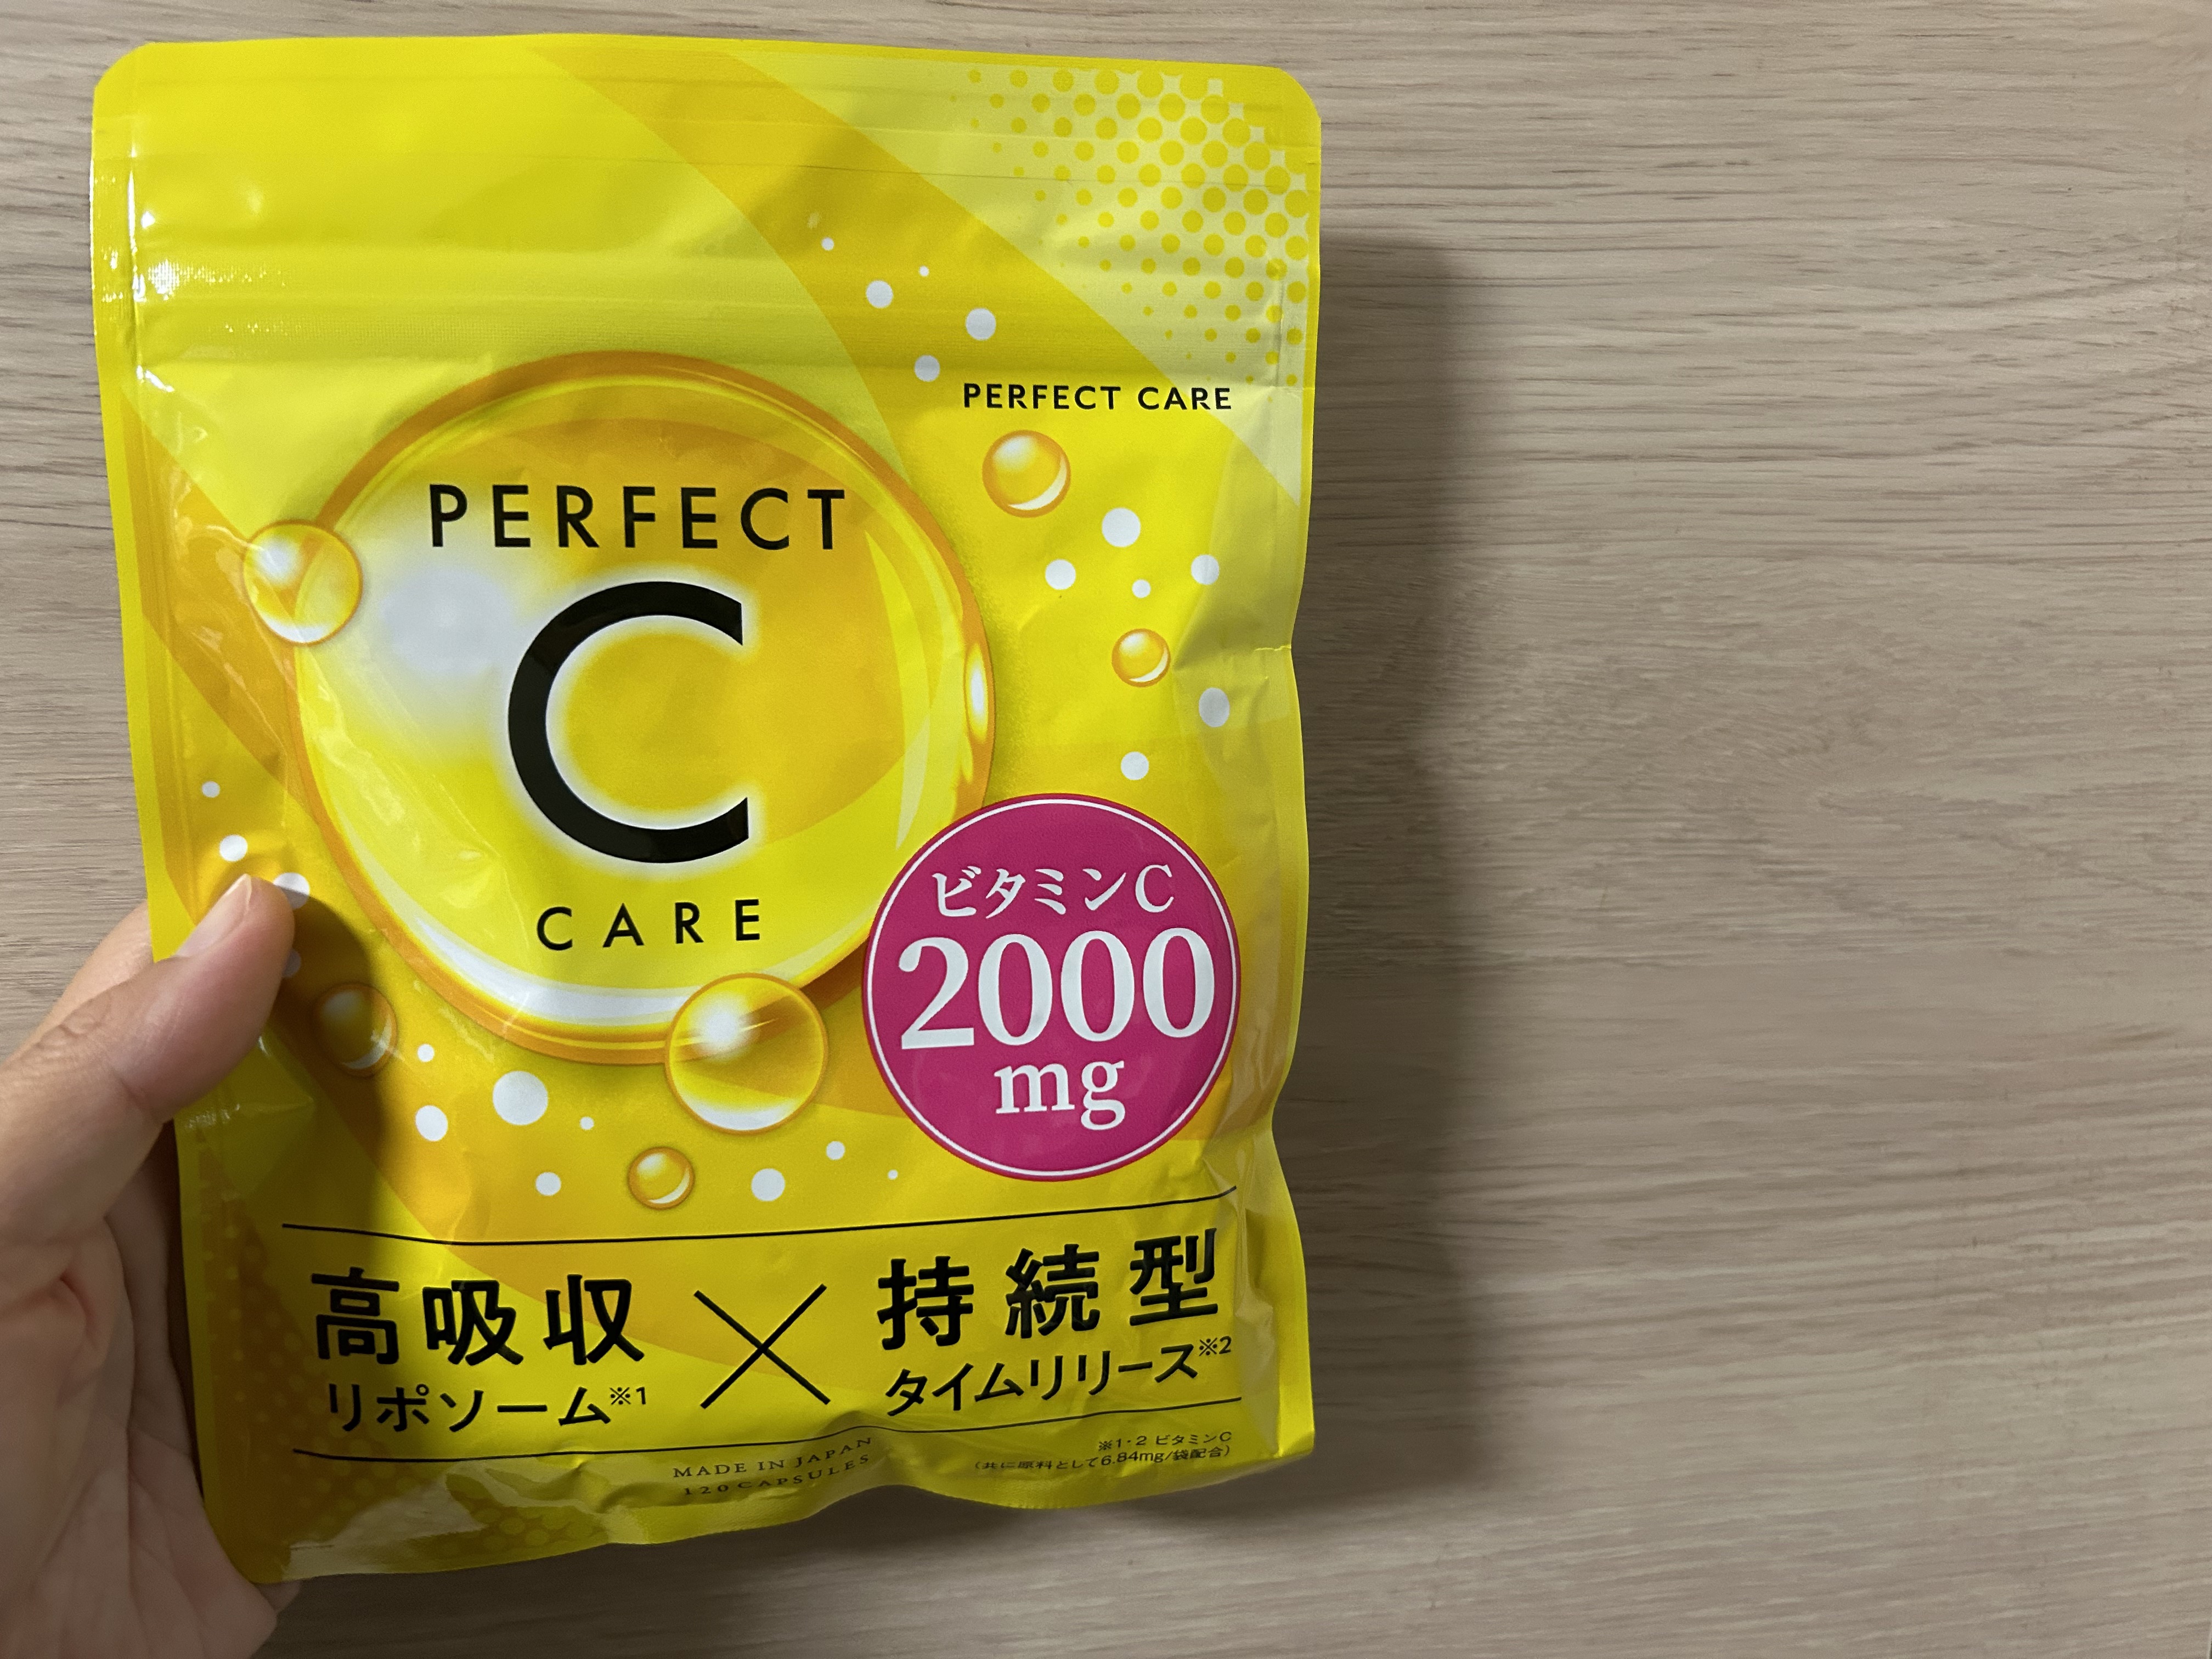 PERFECT CARE
PERFECT
C
CARE
ビタミンC
2000
mg
高吸収
リポソーム※1
×
持続型
タイムリリース※2
MADE IN JAPAN
120 CAPSULES
※1・2 ビタミンC
(共に原料として6.84mg/袋配合)